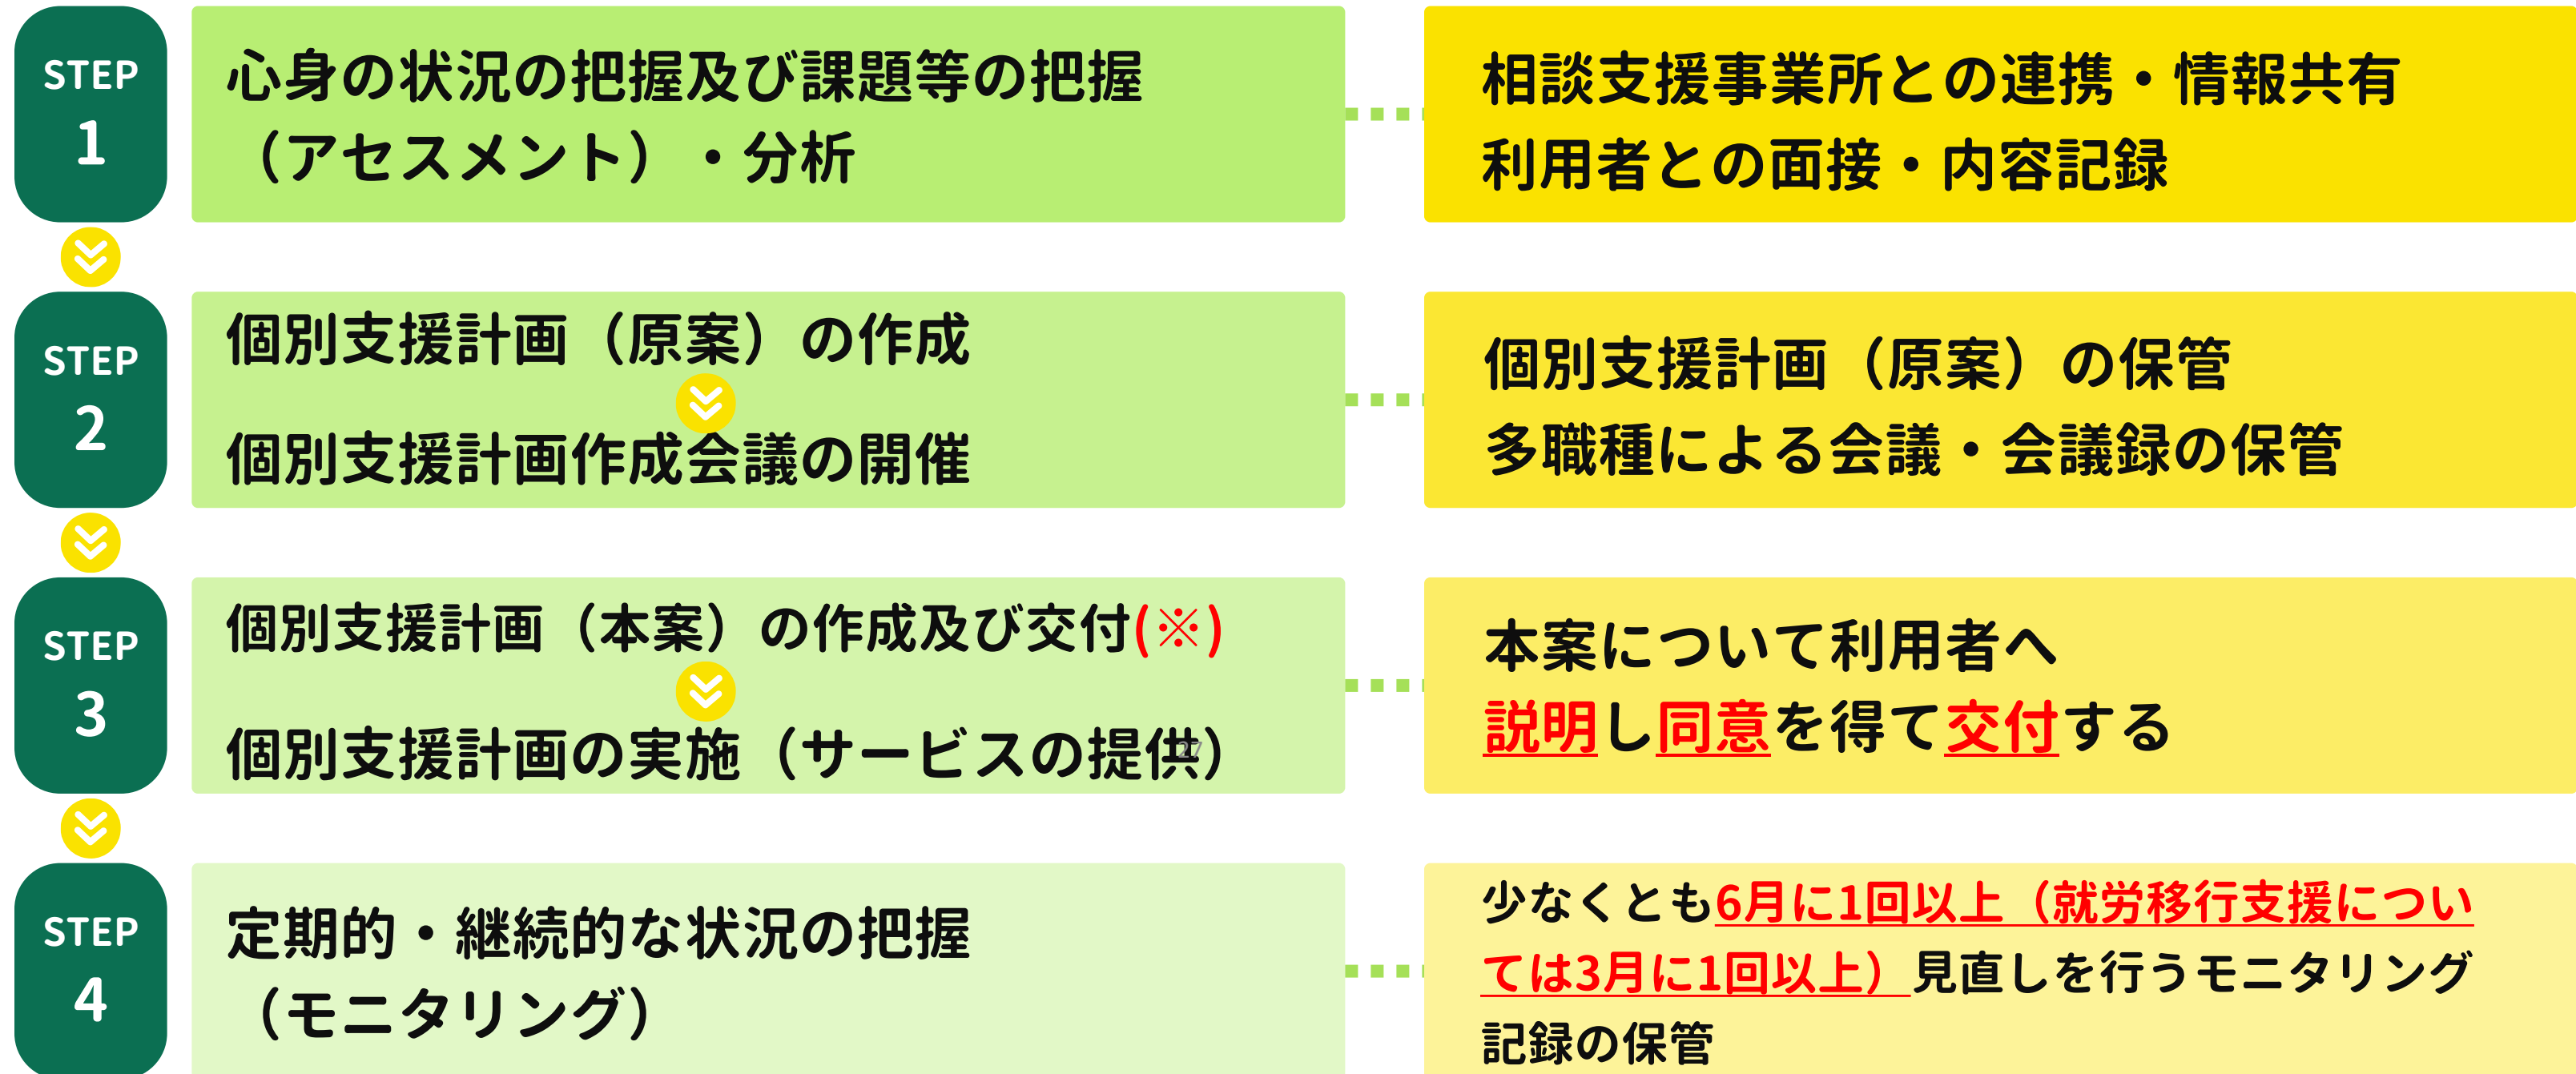 STEP
1
心身の状況の把握及び課題等の把握
（アセスメント）・分析
相談支援事業所との連携・情報共有
利用者との面接・内容記録
STEP
2
個別支援計画（原案）の作成
個別支援計画作成会議の開催
個別支援計画（原案）の保管
多職種による会議・会議録の保管
STEP
3
個別支援計画（本案）の作成及び交付(※)
個別支援計画の実施（サービスの提供）
27
本案について利用者へ
説明し同意を得て交付する
STEP
4
定期的・継続的な状況の把握
（モニタリング）
少なくとも6月に1回以上（就労移行支援につい
ては3月に1回以上）見直しを行うモニタリング
記録の保管